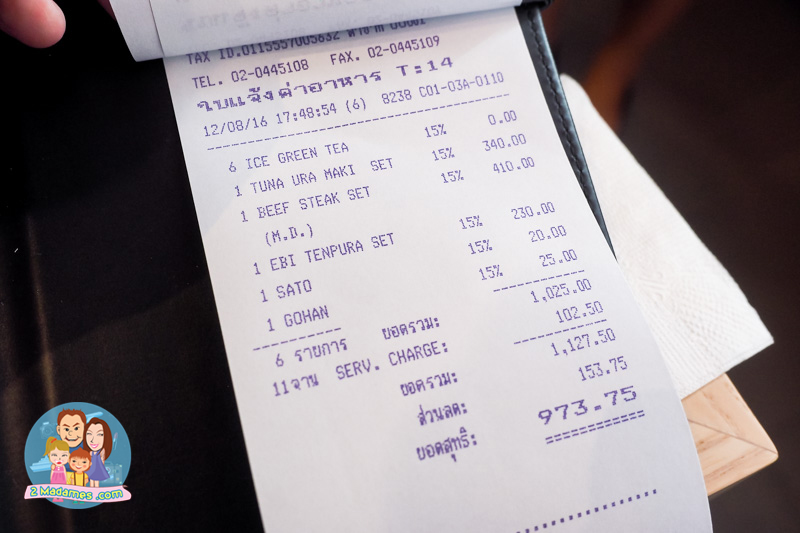 TAX ID.0115557005632
TEL. 02-0445108 FAX. 02-0445109
ใบแจ้งค่าอาหาร T:14
12/08/16 17:48:54 (6) 8238 C01-03A-0110
6 ICE GREEN TEA 15% 0.00
1 TUNA URA MAKI SET 15% 340.00
1 BEEF STEAK SET 15% 410.00
(M.D.)
1 EBI TENPURA SET 15% 230.00
1 SATO 15% 20.00
1 GOHAN 15% 25.00
6 รายการ ยอดรวม: 1,025.00
11จาน SERV. CHARGE: 102.50
ยอดรวม: 1,127.50
ส่วนลด: 153.75
ยอดสุทธิ: 973.75
2 Madames .com